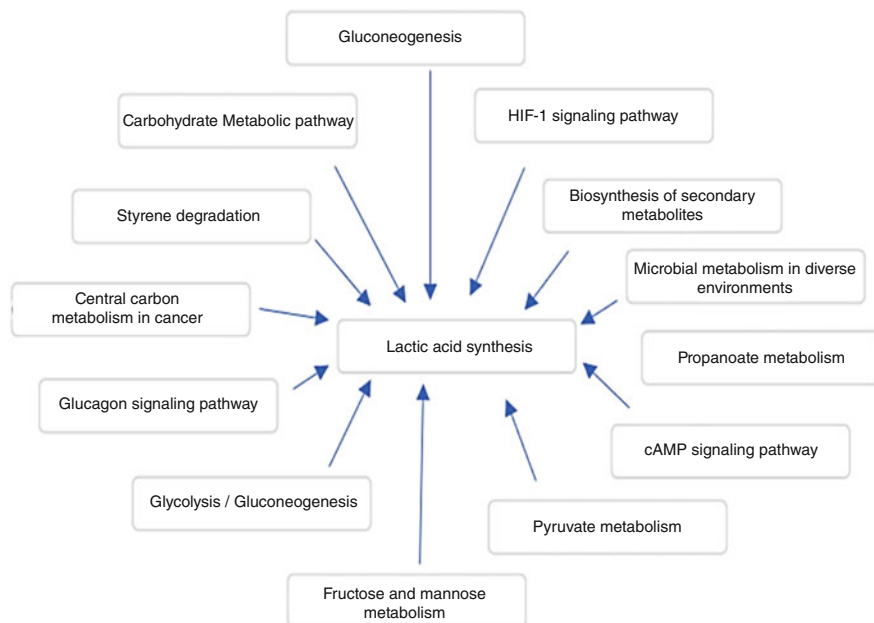 Gluconeogenesis
Carbohydrate Metabolic pathway
HIF-1 signaling pathway
Styrene degradation
Biosynthesis of secondary
metabolites
Central carbon
metabolism in cancer
Microbial metabolism in diverse
environments
Lactic acid synthesis
Propanoate metabolism
Glucagon signaling pathway
cAMP signaling pathway
Glycolysis / Gluconeogenesis
Pyruvate metabolism
Fructose and mannose
metabolism